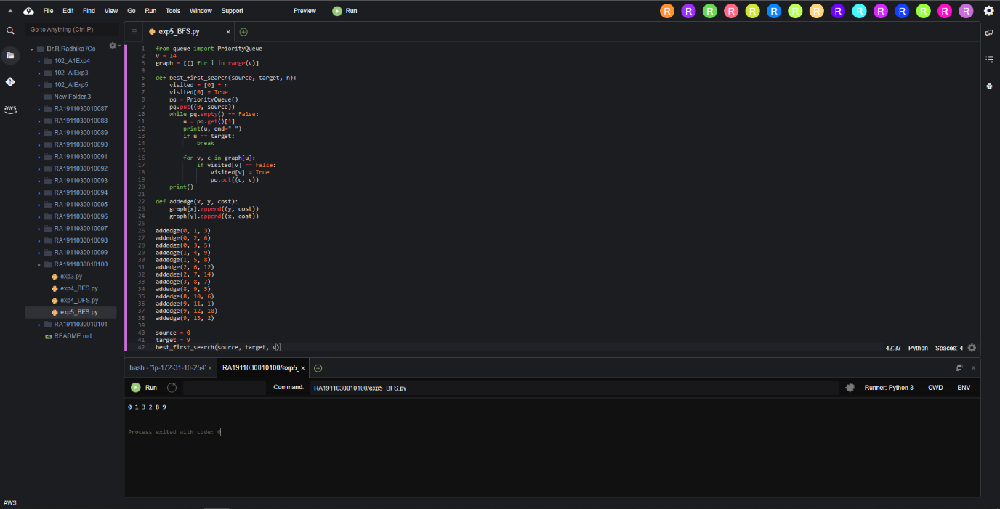 File Edit Find View Go Run Tools Window Support Preview Run R R R R R R R R R R R R R R R
Go to Anything (Ctrl-P)
Dr.R.Radhika /Co
102_A1Exp4
102_AIExp3
102_AIExp5
New Folder.3
RA1911030010087
RA1911030010088
RA1911030010089
RA1911030010090
RA1911030010091
RA1911030010092
RA1911030010093
RA1911030010094
RA1911030010095
RA1911030010096
RA1911030010097
RA1911030010098
RA1911030010099
RA1911030010100
exp3.py
exp4_BFS.py
exp4_DFS.py
exp5_BFS.py
RA1911030010101
README.md
aws
AWS
exp5_BFS.py
1 from queue import PriorityQueue
2 v = 14
3 graph = [[] for i in range(v)]
4
5 def best_first_search(source, target, n):
6     visited = [0] * n
7     visited[0] = True
8     pq = PriorityQueue()
9     pq.put((0, source))
10     while pq.empty() == False:
11         u = pq.get()[1]
12         print(u, end=" ")
13         if u == target:
14             break
15
16         for v, c in graph[u]:
17             if visited[v] == False:
18                 visited[v] = True
19                 pq.put((c, v))
20     print()
21
22 def addedge(x, y, cost):
23     graph[x].append((y, cost))
24     graph[y].append((x, cost))
25
26 addedge(0, 1, 3)
27 addedge(0, 2, 6)
28 addedge(0, 3, 5)
29 addedge(1, 4, 9)
30 addedge(1, 5, 8)
31 addedge(2, 6, 12)
32 addedge(2, 7, 14)
33 addedge(3, 8, 7)
34 addedge(8, 9, 5)
35 addedge(8, 10, 6)
36 addedge(9, 11, 1)
37 addedge(9, 12, 10)
38 addedge(9, 13, 2)
39
40 source = 0
41 target = 9
42 best_first_search(source, target, v)
42:37 Python Spaces: 4
bash - "ip-172-31-10-254" RA1911030010100/exp5_
Run Command: RA1911030010100/exp5_BFS.py Runner: Python 3 CWD ENV
0 1 3 2 8 9
Process exited with code: 0